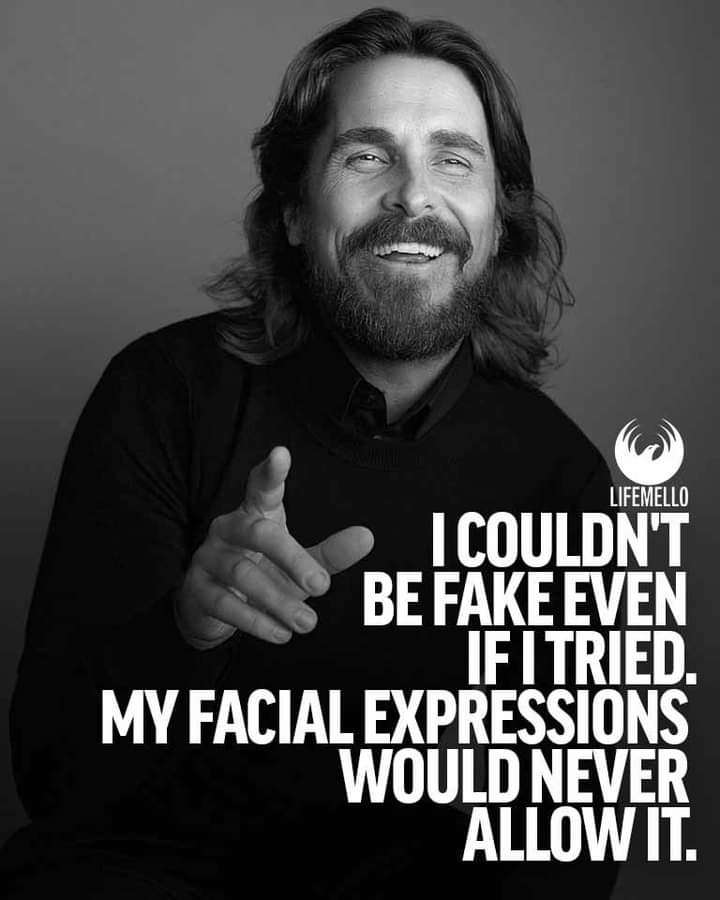 LIFEMELLO
I COULDN'T
BE FAKE EVEN
IF I TRIED.
MY FACIAL EXPRESSIONS
WOULD NEVER
ALLOW IT.